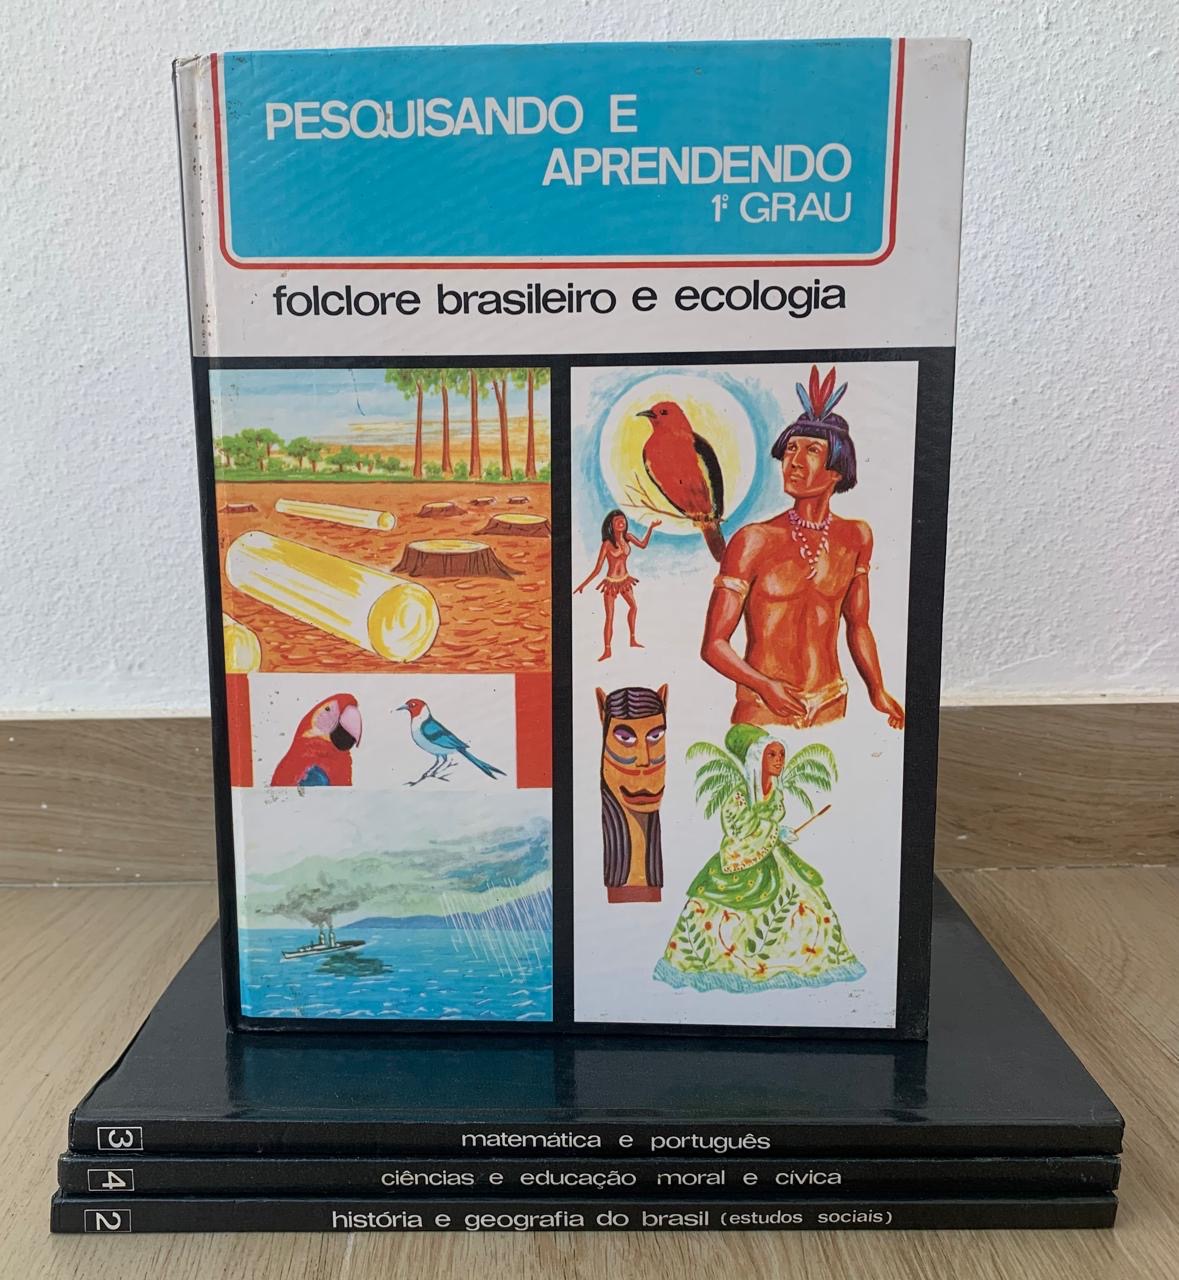 PESQUISANDO E
APRENDENDO
1º GRAU
folclore brasileiro e ecologia
3 matemática e português
4 ciências e educação moral e cívica
2 história e geografia do brasil (estudos sociais)